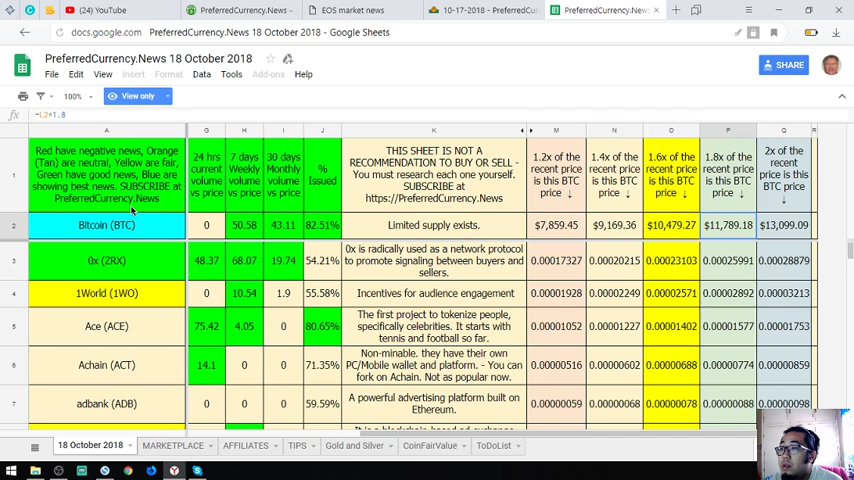 (24) YouTube
PreferredCurrency.News –
EOS market news
10-17-2018 - PreferredCurr
PreferredCurrency.News
docs.google.com PreferredCurrency.News 18 October 2018 - Google Sheets
PreferredCurrency.News 18 October 2018
File Edit View Insert Format Data Tools Add-ons Help
SHARE
100% View only
fx =L2*1.8
A G H I J K M N O P Q R
1
Red have negative news, Orange
(Tan) are neutral, Yellow are fair,
Green have good news, Blue are
showing best news. SUBSCRIBE at
PreferredCurrency.News
24 hrs
current
volume
vs price
7 days
Weekly
volume
vs price
30 days
Monthly
volume
vs price
%
Issued
THIS SHEET IS NOT A
RECOMMENDATION TO BUY OR SELL -
You must research each one yourself.
SUBSCRIBE at
https://PreferredCurrency.News
1.2x of the
recent price
is this BTC
price ↓
1.4x of the
recent price
is this BTC
price ↓
1.6x of the
recent price
is this BTC
price ↓
1.8x of the
recent price
is this BTC
price ↓
2x of the
recent price
is this BTC
price
↓
2 Bitcoin (BTC) 0 50.58 43.11 82.51% Limited supply exists. $7,859.45 $9,169.36 $10,479.27 $11,789.18 $13,099.09
3 0x (ZRX) 48.37 68.07 19.74 54.21%
0x is radically used as a network protocol
to promote signaling between buyers and
sellers.
0.00017327 0.00020215 0.00023103 0.00025991 0.00028879
4 1World (1WO) 0 10.54 1.9 55.58% Incentives for audience engagement 0.00001928 0.00002249 0.00002571 0.00002892 0.00003213
5 Ace (ACE) 75.42 4.05 0 80.65%
The first project to tokenize people,
specifically celebrities. It starts with
tennis and football so far.
0.00001052 0.00001227 0.00001402 0.00001577 0.00001753
6 Achain (ACT) 14.1 0 0 71.35%
Non-minable. they have their own
PC/Mobile wallet and platform. - You can
fork on Achain. Not as popular now.
0.00000516 0.00000602 0.00000688 0.00000774 0.00000860
7 adbank (ADB) 0 0 0 59.59%
A powerful advertising platform built on
Ethereum.
0.00000059 0.00000068 0.00000078 0.00000088 0.00000098
18 October 2018 MARKETPLACE AFFILIATES TIPS Gold and Silver CoinFairValue ToDoList